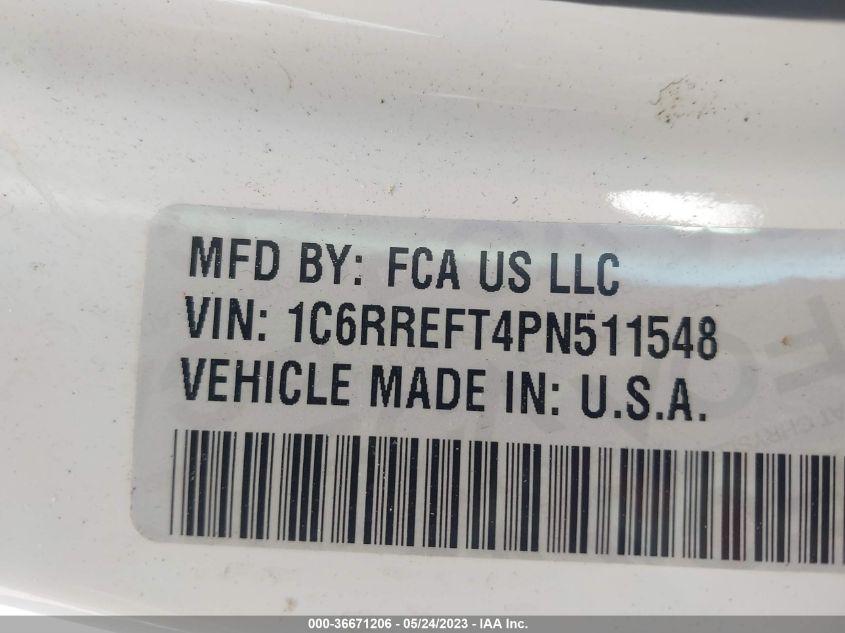 MFD BY: FCA US LLC
VIN: 1C6RREFT4PN511548
VEHICLE MADE IN: U.S.A.
000-36671206 - 05/24/2023 - IAA Inc.